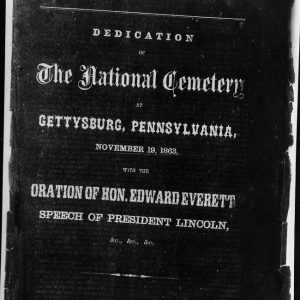 DEDICATION
OF
The National Cemetery
AT
GETTYSBURG, PENNSYLVANIA,
NOVEMBER 19, 1863,
WITH THE
ORATION OF HON. EDWARD EVERETT
SPEECH OF PRESIDENT LINCOLN,
&c., &c., &c.